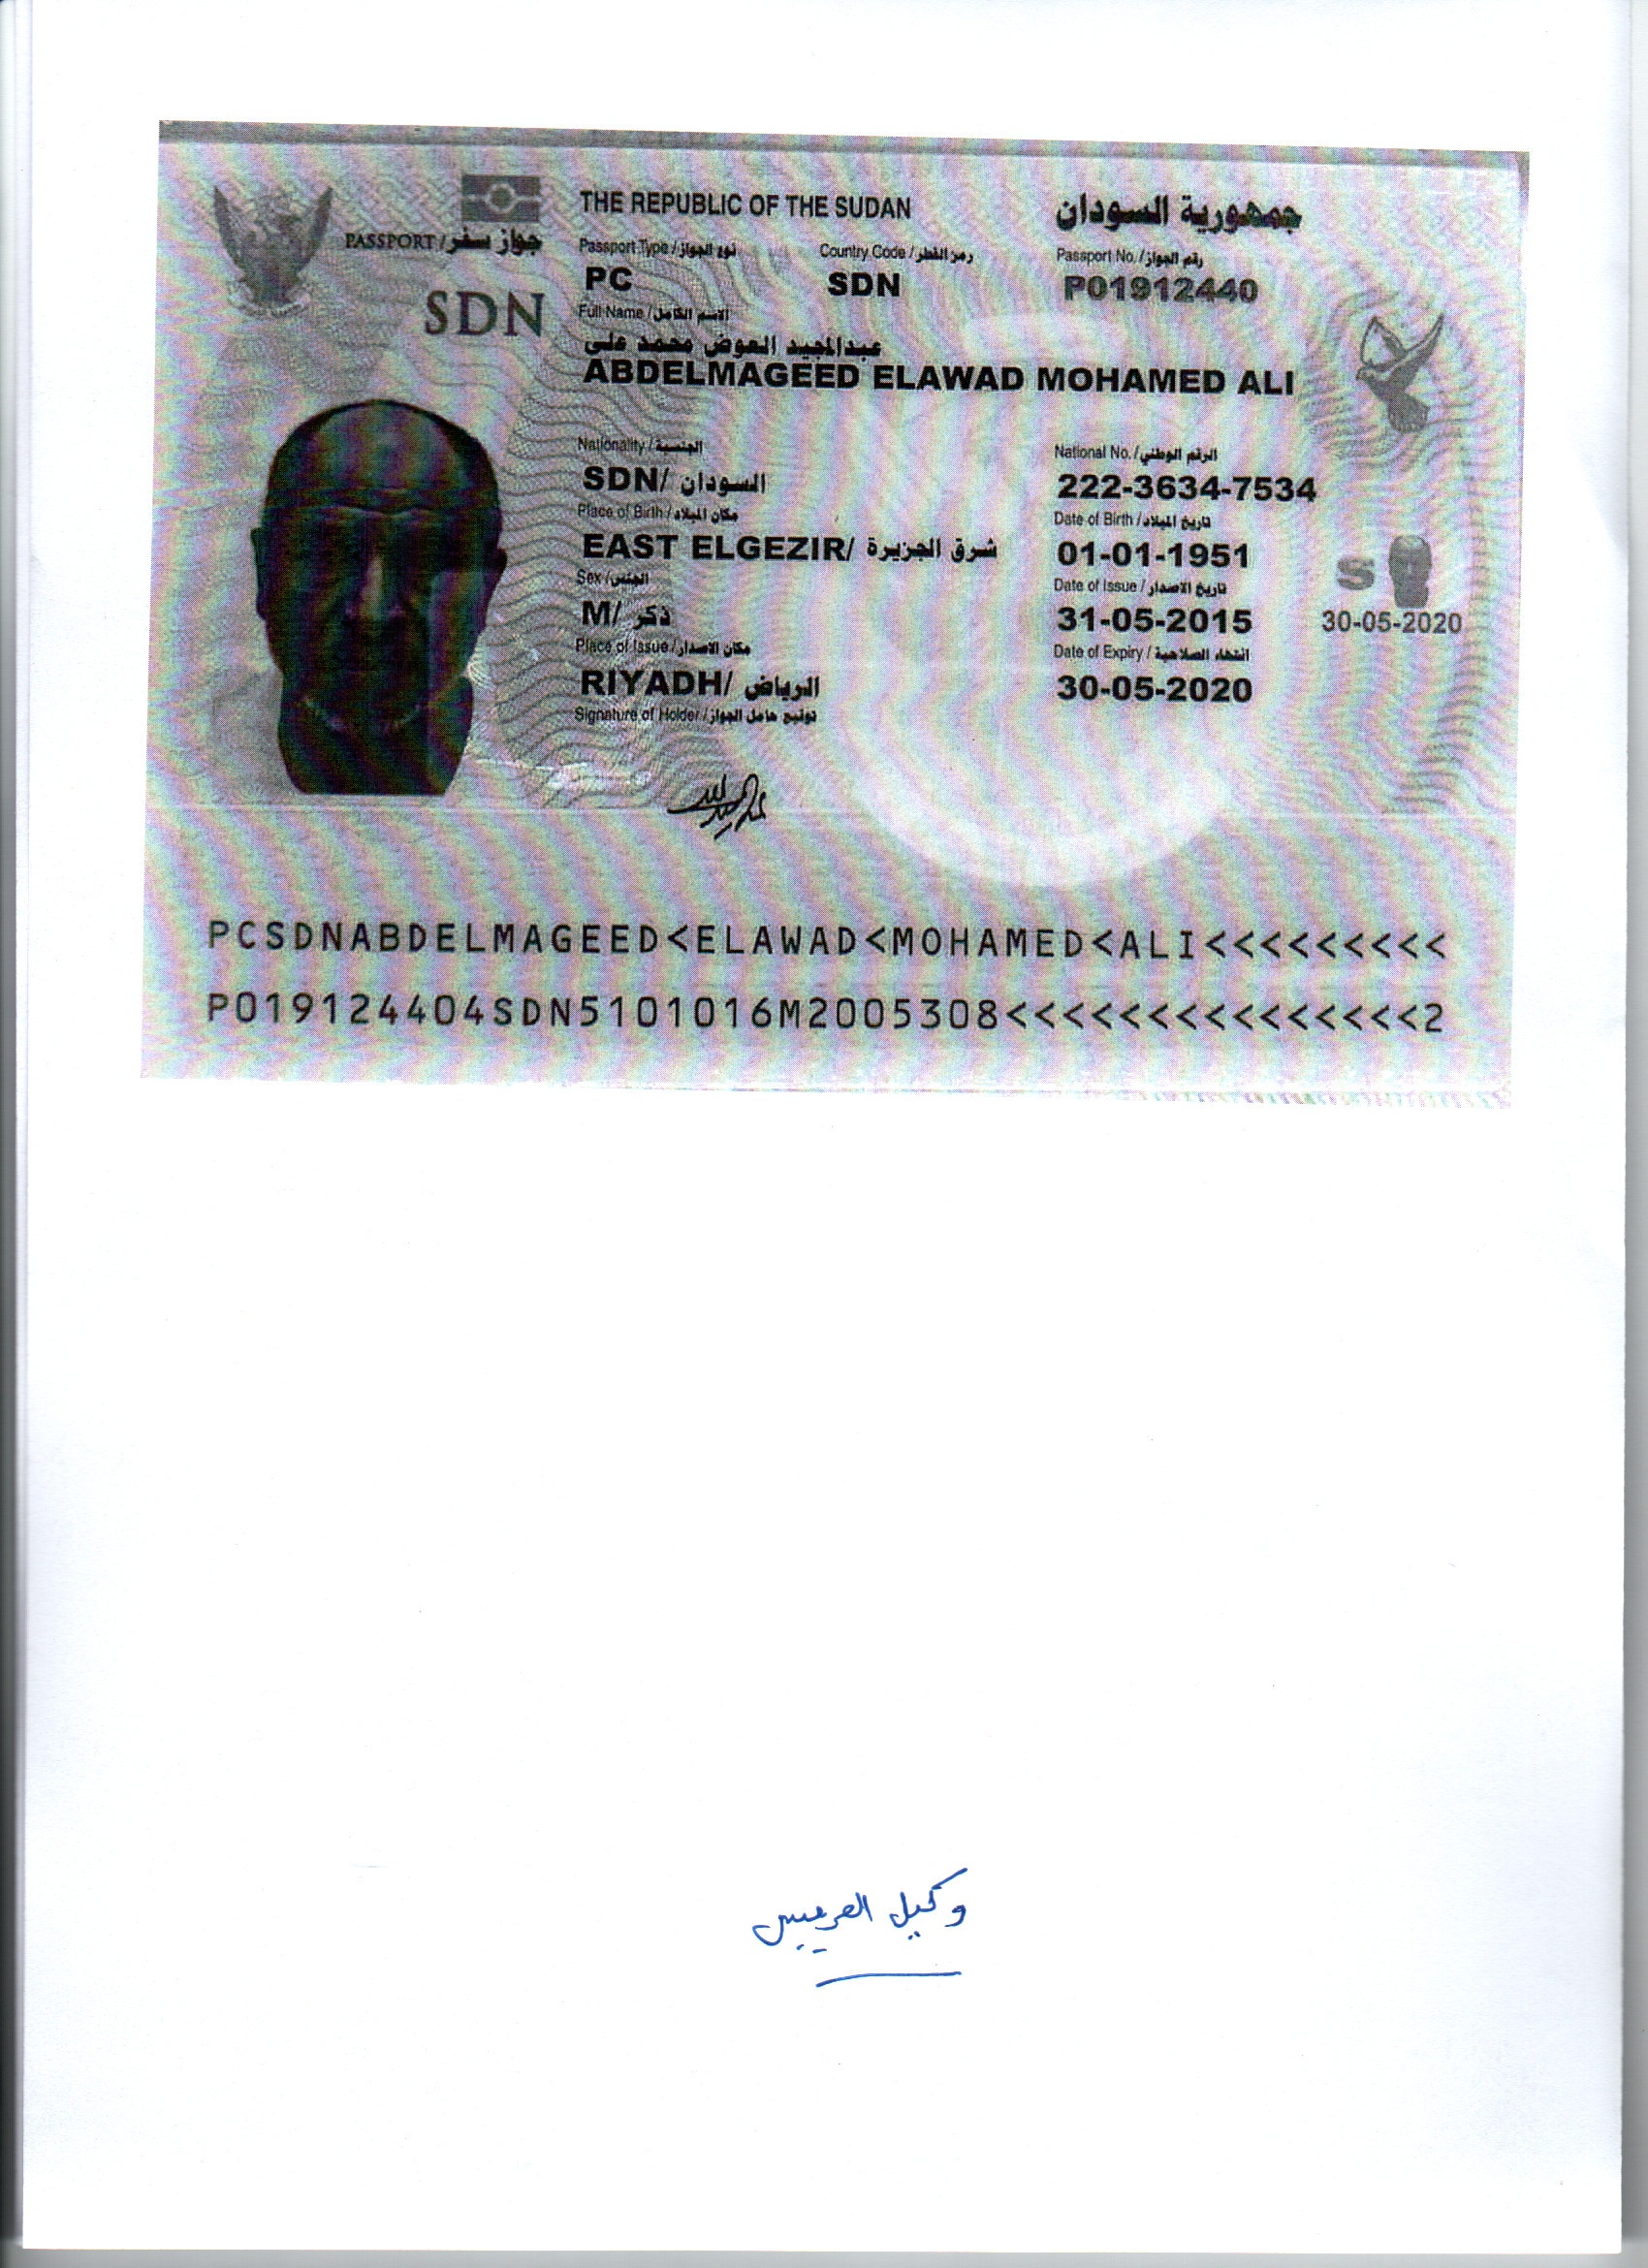 THE REPUBLIC OF THE SUDAN جمهورية السودان
PASSPORT / جواز سفر
SDN
Passport Type / نوع الجواز Country Code / رمز القطر Passport No. / رقم الجواز
PC SDN P01912440
Full Name / الاسم الكامل
عبدالمجيد العوض محمد على
ABDELMAGEED ELAWAD MOHAMED ALI
Nationality / الجنسية National No. / الرقم الوطني
SDN/ السودان 222-3634-7534
Place of Birth / مكان الميلاد Date of Birth / تاريخ الميلاد
EAST ELGEZIR/ شرق الجزيرة 01-01-1951
Sex / الجنس Date of Issue / تاريخ الاصدار
M/ ذكر 31-05-2015
S
30-05-2020
Place of Issue / مكان الاصدار Date of Expiry / انتهاء الصلاحية
RIYADH/ الرياض 30-05-2020
Signature of Holder / توقيع حامل الجواز
PCSDNABDELMAGEED<ELAWAD<MOHAMED<ALI<<<<<<<<<
P019124404SDN5101016M2005308<<<<<<<<<<<<<<<2
وكيل العريس